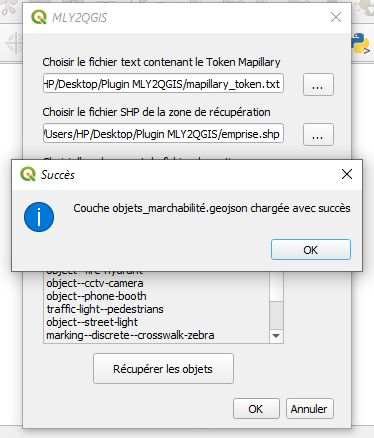 MLY2QGIS
Choisir le fichier text contenant le Token Mapillary
HP/Desktop/Plugin MLY2QGIS/mapillary_token.txt
...
Choisir le fichier SHP de la zone de récupération
/Users/HP/Desktop/Plugin MLY2QGIS/emprise.shp
...
Succès
Couche objets_marchabilité.geojson chargée avec succès
OK
object--fire-hydrant
object--cctv-camera
object--phone-booth
traffic-light--pedestrians
object--street-light
marking--discrete--crosswalk-zebra
Récupérer les objets
OK
Annuler